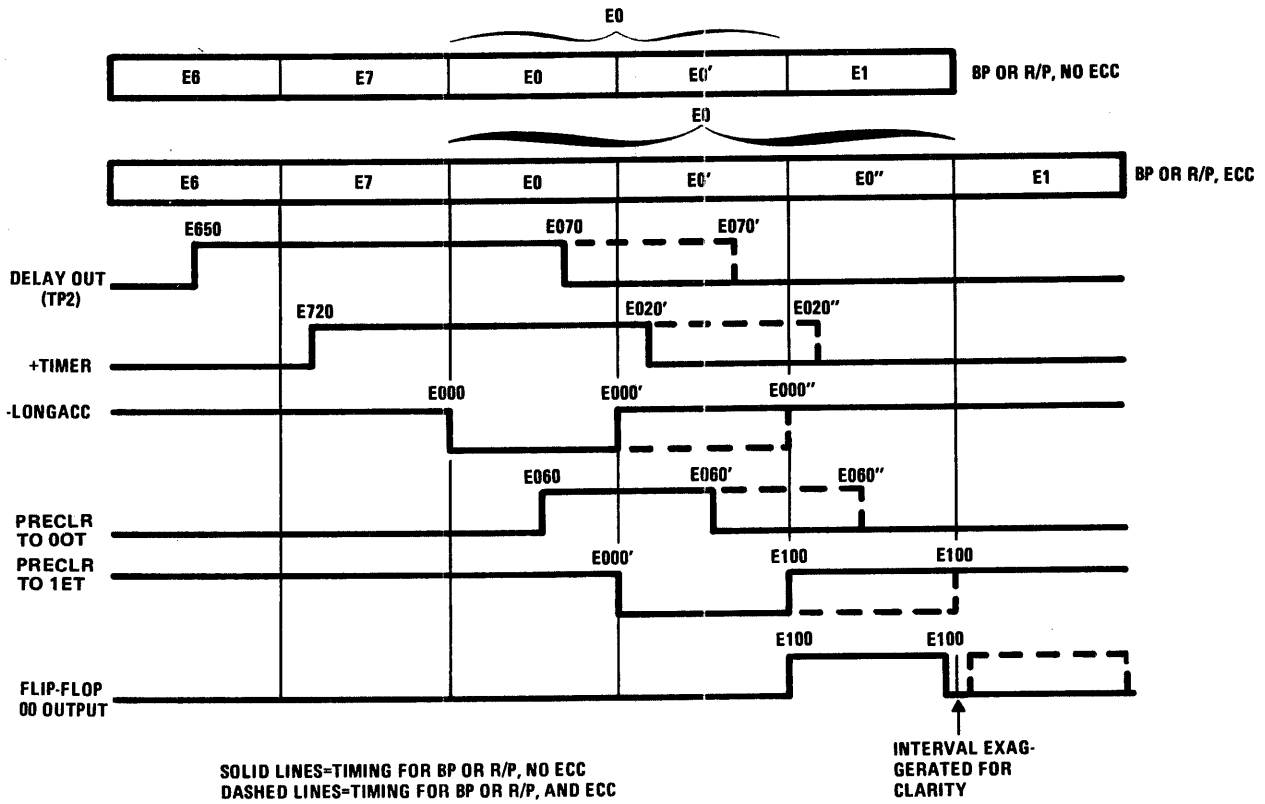 E0
E6 E7 E0 E0' E1 BP OR R/P, NO ECC
E0
E6 E7 E0 E0' E0" E1 BP OR R/P, ECC
E650 E070 E070'
DELAY OUT
(TP2)
E720 E020' E020"
+TIMER
E000 E000' E000"
-LONGACC
E060 E060' E060"
PRECLR
TO 00T
E000' E100 E100
PRECLR
TO 1ET
E100 E100
FLIP-FLOP
00 OUTPUT
INTERVAL EXAG-
GERATED FOR
CLARITY
SOLID LINES=TIMING FOR BP OR R/P, NO ECC
DASHED LINES=TIMING FOR BP OR R/P, AND ECC